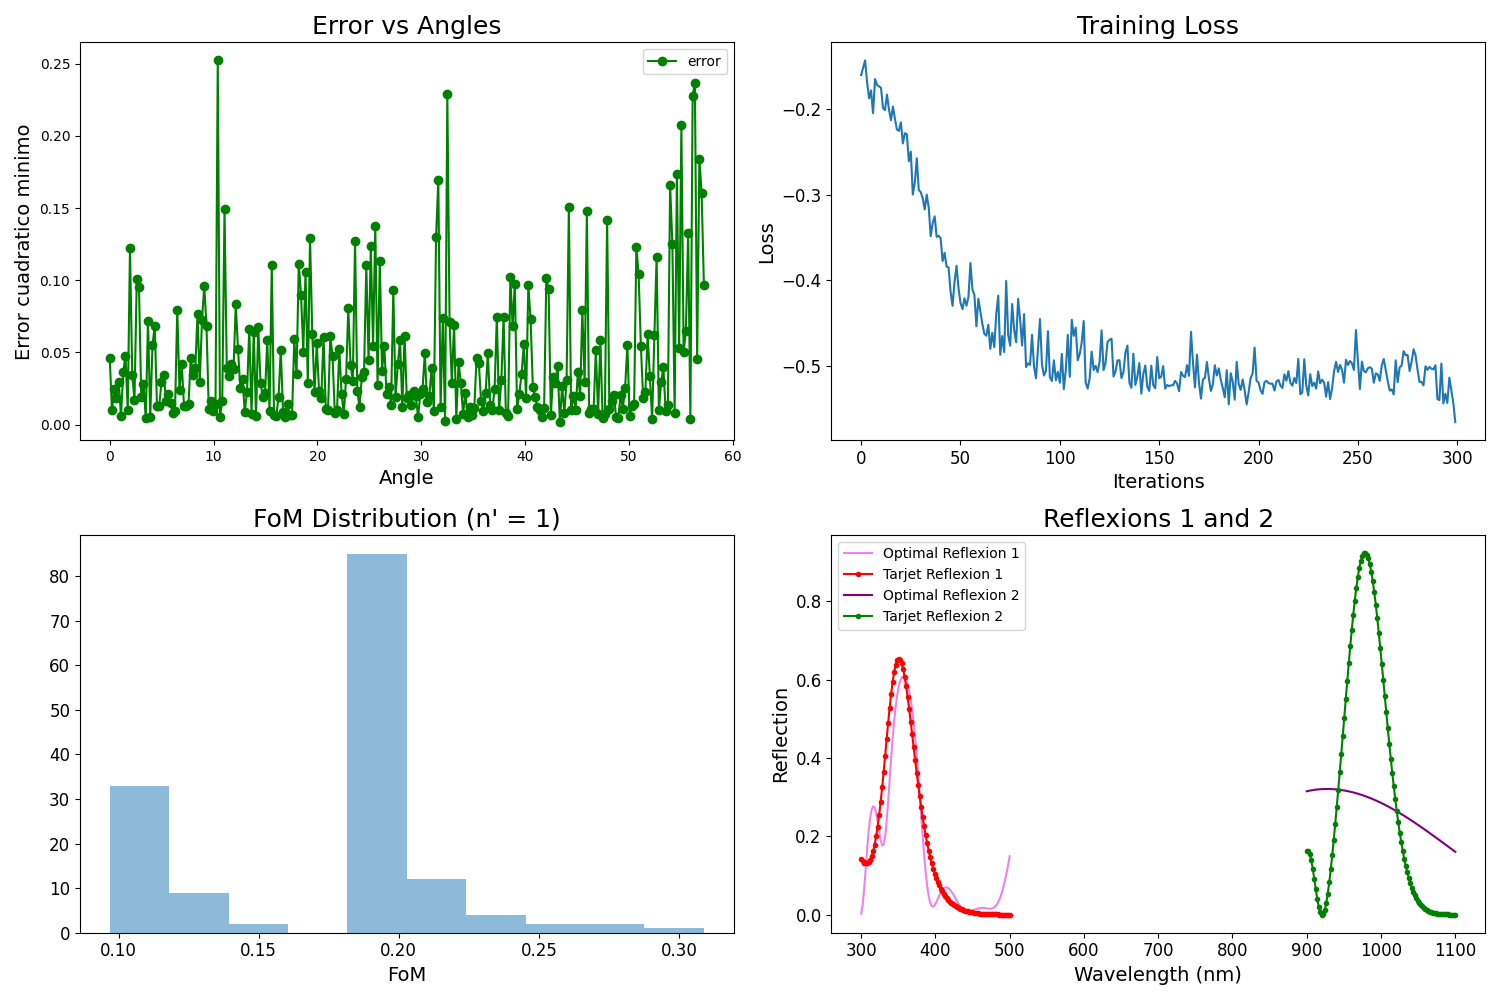 Error vs Angles
error
Error cuadratico minimo
0.25
0.20
0.15
0.10
0.05
0.00
0 10 20 30 40 50 60
Angle
Training Loss
Loss
−0.2
−0.3
−0.4
−0.5
0 50 100 150 200 250 300
Iterations
FoM Distribution (n' = 1)
80
70
60
50
40
30
20
10
0
0.10 0.15 0.20 0.25 0.30
FoM
Reflexions 1 and 2
Optimal Reflexion 1
Tarjet Reflexion 1
Optimal Reflexion 2
Tarjet Reflexion 2
Reflection
0.8
0.6
0.4
0.2
0.0
300 400 500 600 700 800 900 1000 1100
Wavelength (nm)